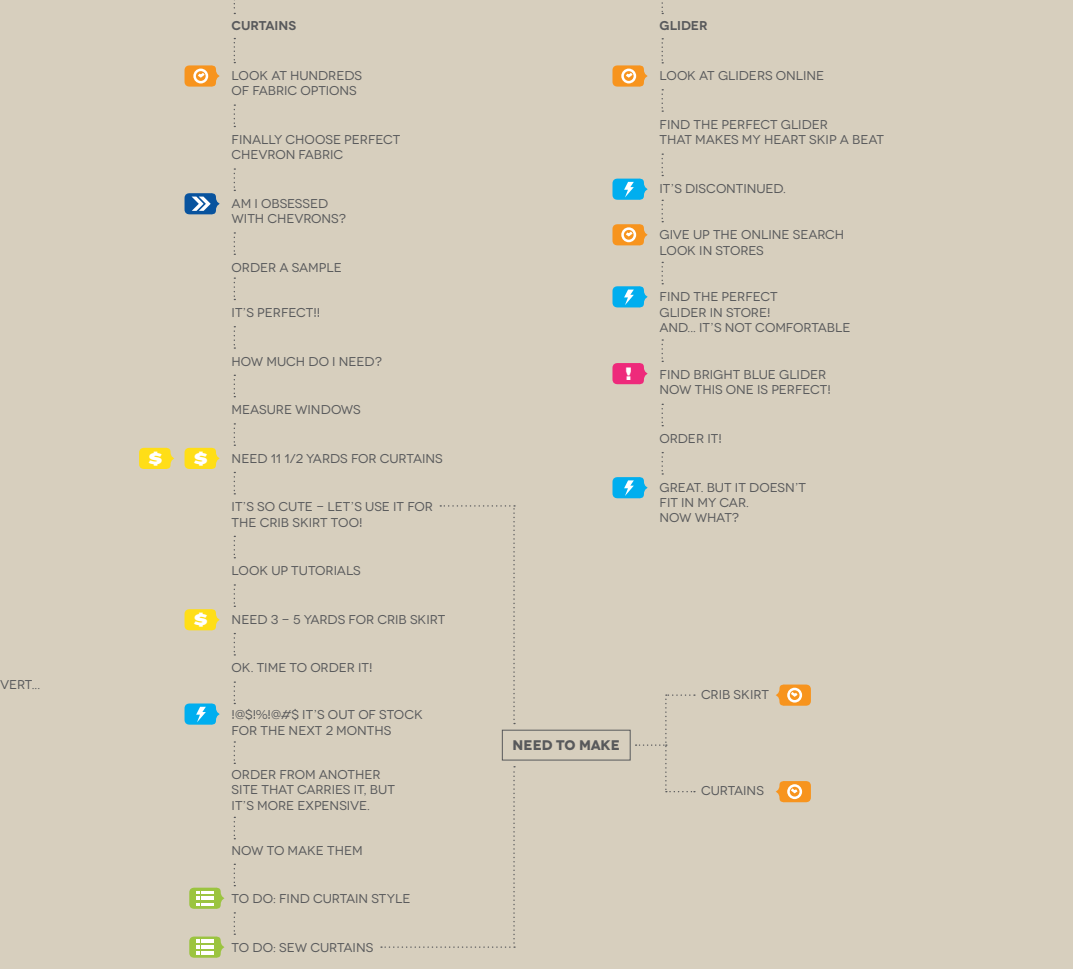 CURTAINS
LOOK AT HUNDREDS
OF FABRIC OPTIONS
FINALLY CHOOSE PERFECT
CHEVRON FABRIC
AM I OBSESSED
WITH CHEVRONS?
ORDER A SAMPLE
IT'S PERFECT!!
HOW MUCH DO I NEED?
MEASURE WINDOWS
$ $ NEED 11 1/2 YARDS FOR CURTAINS
IT'S SO CUTE – LET'S USE IT FOR
THE CRIB SKIRT TOO!
LOOK UP TUTORIALS
$ NEED 3 – 5 YARDS FOR CRIB SKIRT
OK. TIME TO ORDER IT!
VERT...
!@$!%!@#$ IT'S OUT OF STOCK
FOR THE NEXT 2 MONTHS
ORDER FROM ANOTHER
SITE THAT CARRIES IT, BUT
IT'S MORE EXPENSIVE.
NOW TO MAKE THEM
TO DO: FIND CURTAIN STYLE
TO DO: SEW CURTAINS
GLIDER
LOOK AT GLIDERS ONLINE
FIND THE PERFECT GLIDER
THAT MAKES MY HEART SKIP A BEAT
IT'S DISCONTINUED.
GIVE UP THE ONLINE SEARCH
LOOK IN STORES
FIND THE PERFECT
GLIDER IN STORE!
AND... IT'S NOT COMFORTABLE
! FIND BRIGHT BLUE GLIDER
NOW THIS ONE IS PERFECT!
ORDER IT!
GREAT. BUT IT DOESN'T
FIT IN MY CAR.
NOW WHAT?
NEED TO MAKE
CRIB SKIRT
CURTAINS